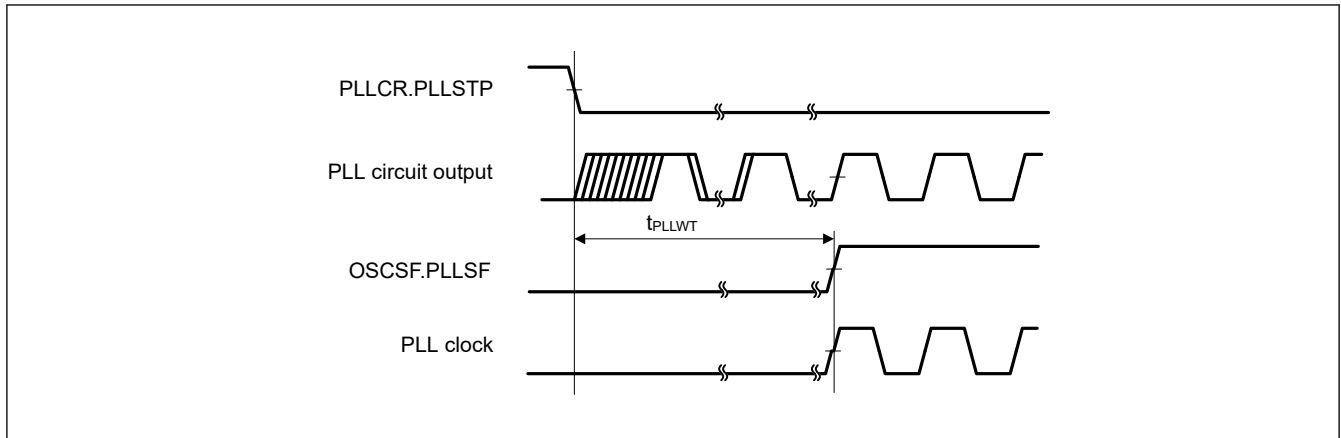 PLLCR.PLLSTP
PLL circuit output
tPLLWT
OSCSF.PLLSF
PLL clock